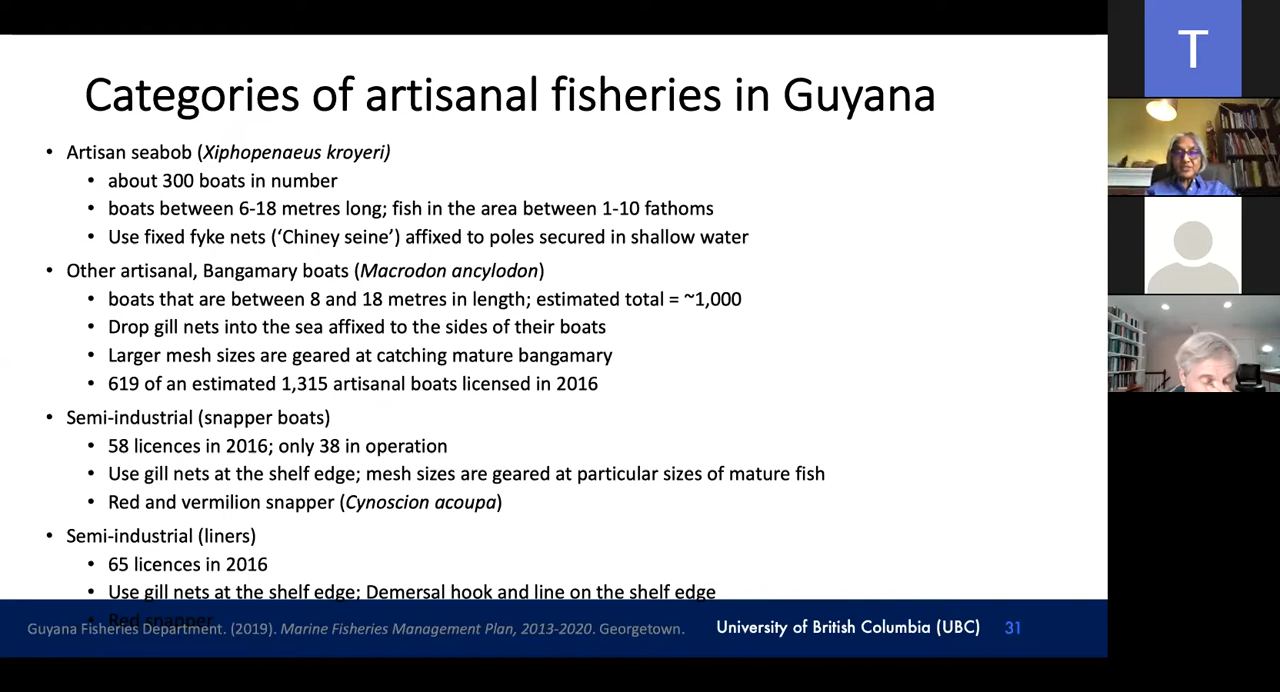 Categories of artisanal fisheries in Guyana
• Artisan seabob (Xiphopenaeus kroyeri)
• about 300 boats in number
• boats between 6-18 metres long; fish in the area between 1-10 fathoms
• Use fixed fyke nets (‘Chiney seine’) affixed to poles secured in shallow water
• Other artisanal, Bangamary boats (Macrodon ancylodon)
• boats that are between 8 and 18 metres in length; estimated total = ~1,000
• Drop gill nets into the sea affixed to the sides of their boats
• Larger mesh sizes are geared at catching mature bangamary
• 619 of an estimated 1,315 artisanal boats licensed in 2016
• Semi-industrial (snapper boats)
• 58 licences in 2016; only 38 in operation
• Use gill nets at the shelf edge; mesh sizes are geared at particular sizes of mature fish
• Red and vermilion snapper (Cynoscion acoupa)
• Semi-industrial (liners)
• 65 licences in 2016
• Use gill nets at the shelf edge; Demersal hook and line on the shelf edge
• Red snapper
Guyana Fisheries Department. (2019). Marine Fisheries Management Plan, 2013-2020. Georgetown.
University of British Columbia (UBC) 31
T